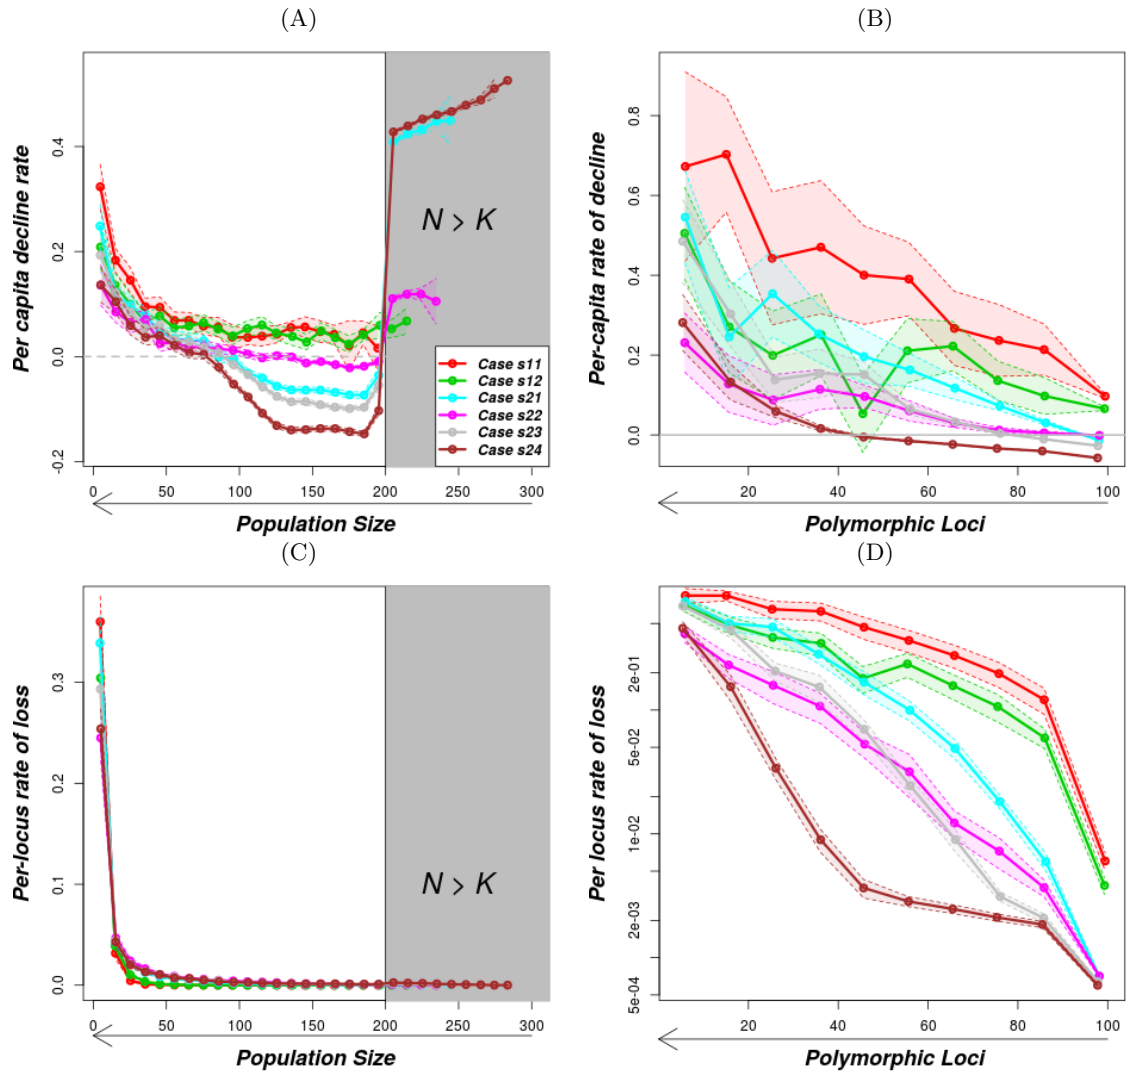 (A)
(B)
Per capita decline rate
-0.2 0.0 0.2 0.4
N > K
Case s11
Case s12
Case s21
Case s22
Case s23
Case s24
0 50 100 150 200 250 300
Population Size
Per-capita rate of decline
0.0 0.2 0.4 0.6 0.8
20 40 60 80 100
Polymorphic Loci
(C)
(D)
Per-locus rate of loss
0.0 0.1 0.2 0.3
N > K
0 50 100 150 200 250 300
Population Size
Per locus rate of loss
5e-04 2e-03 1e-02 5e-02 2e-01
20 40 60 80 100
Polymorphic Loci